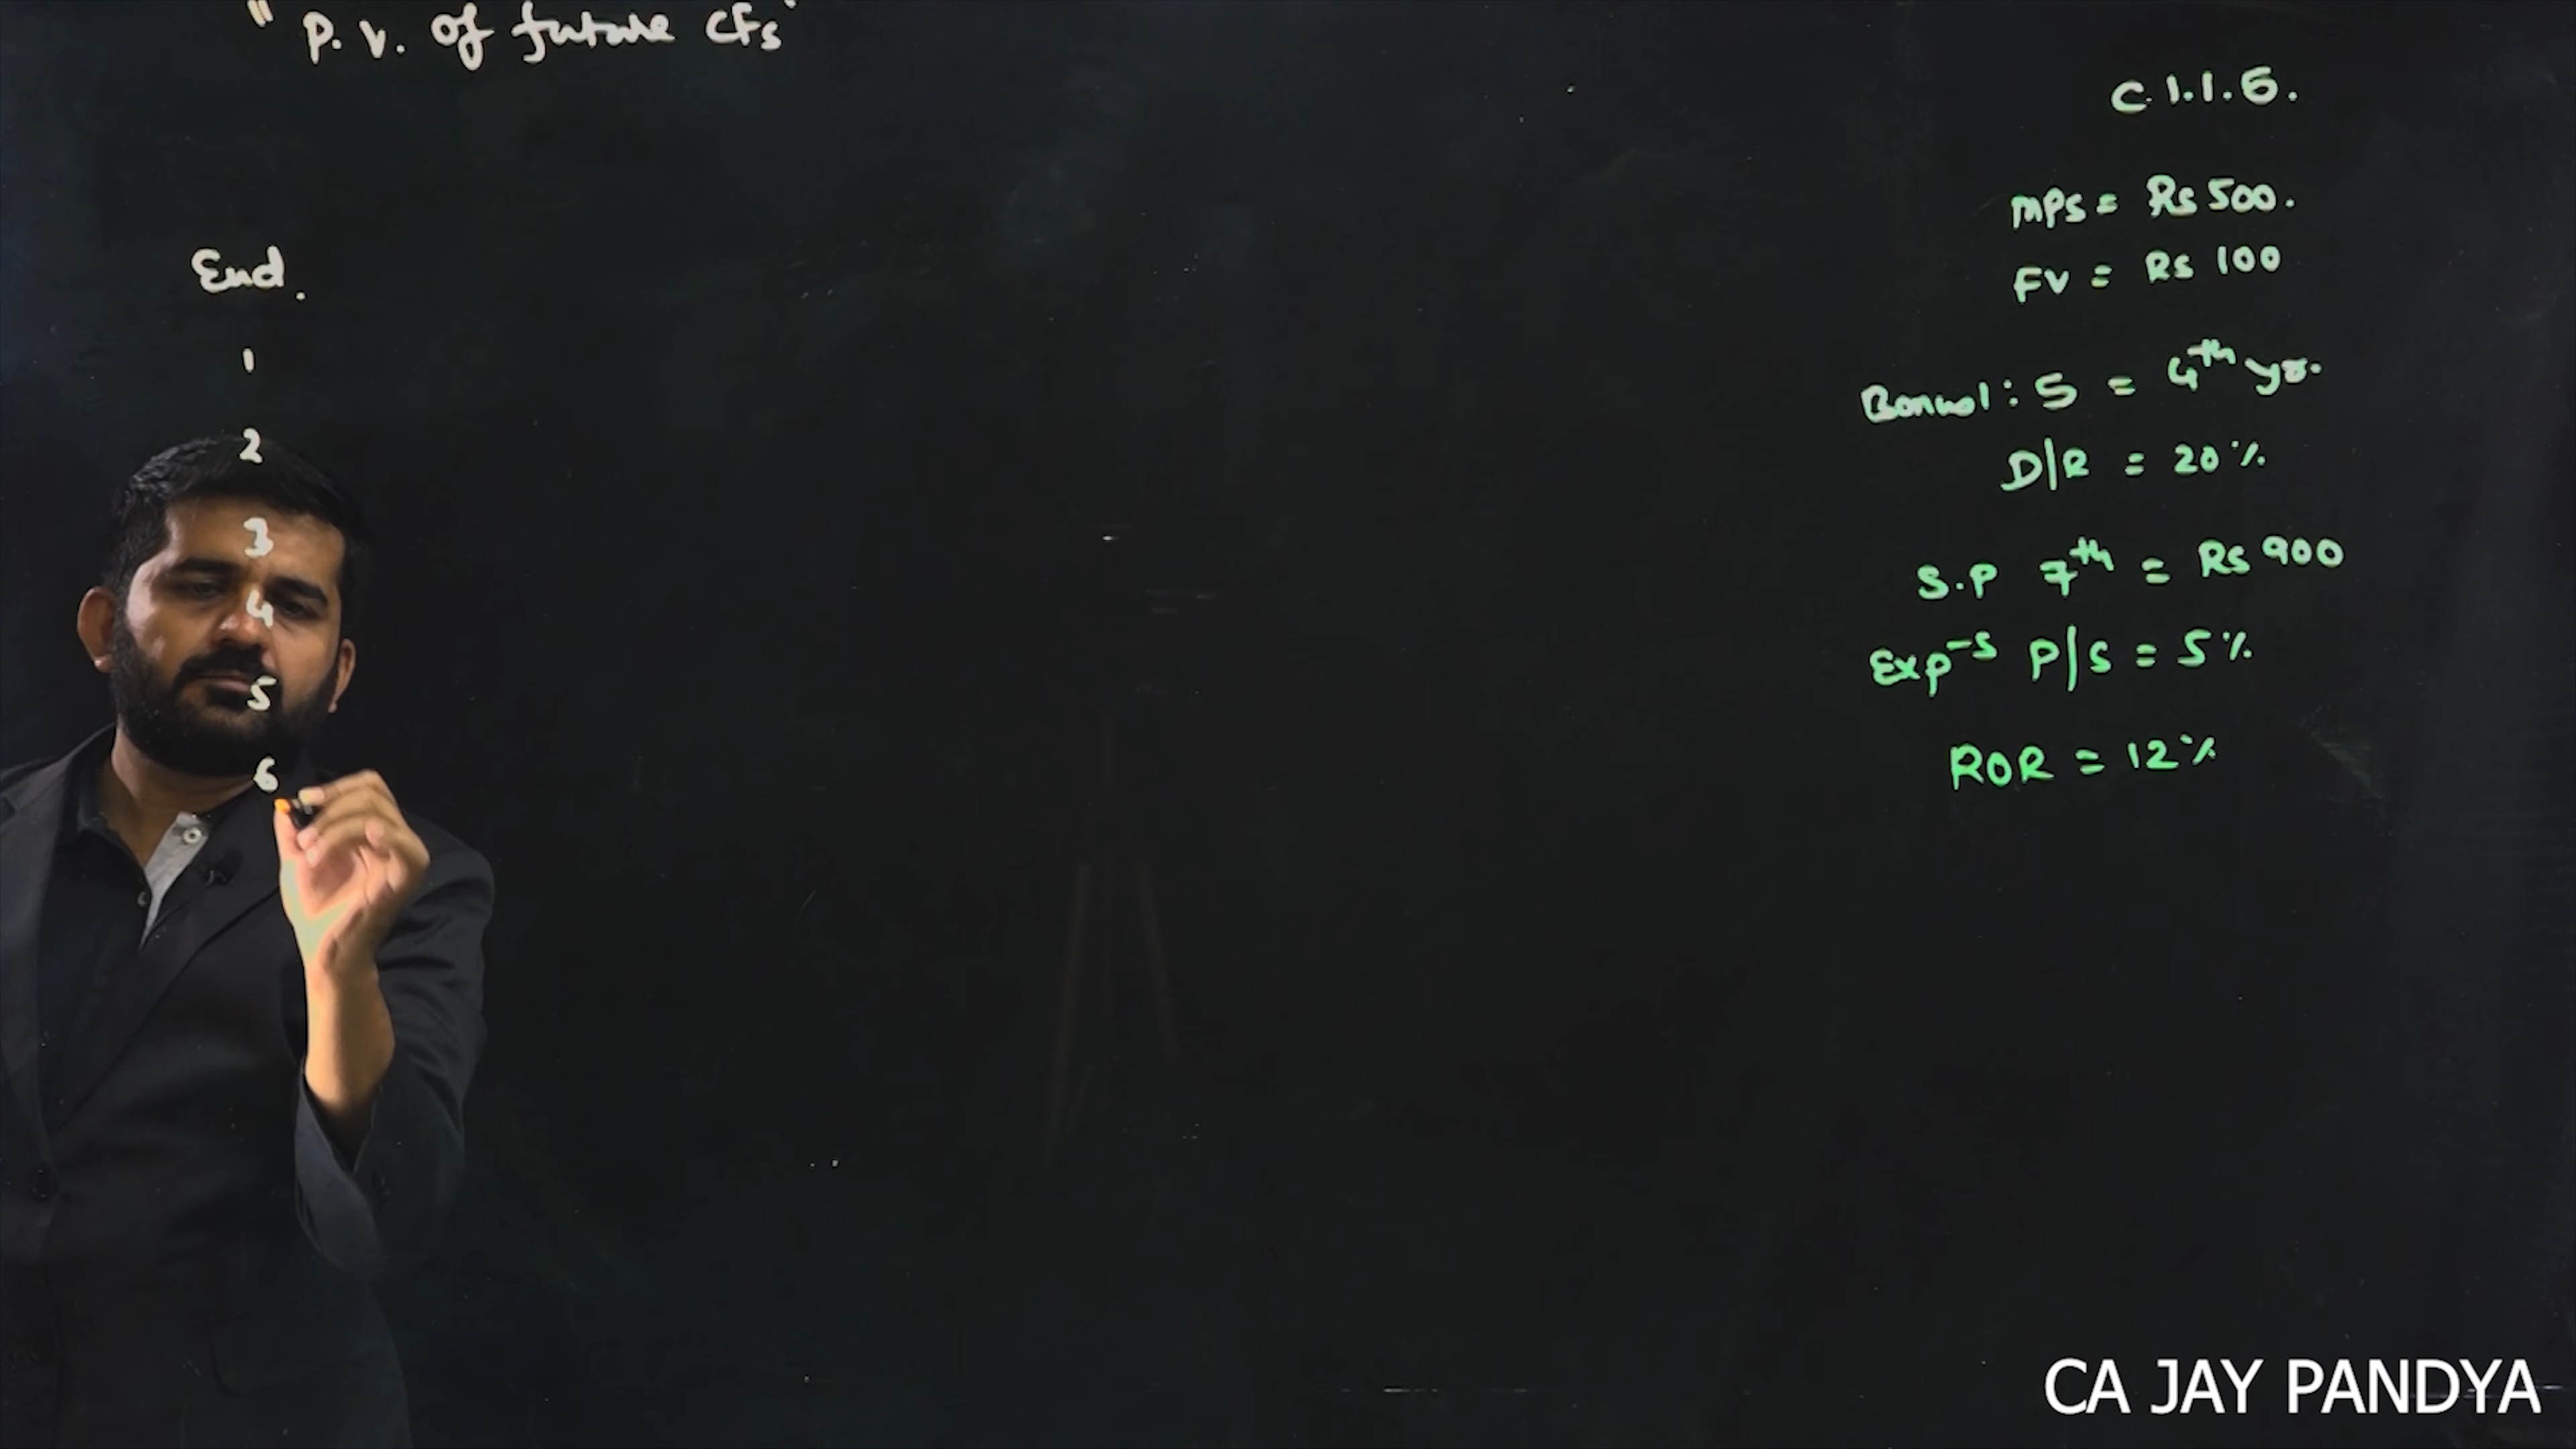 " P. V. of future CFs"
C 1.1.6.
MPS = Rs 500.
FV = Rs 100
End.
1
Bonus 1 : 5 = 4th yr.
2
D/R = 20%
3
S.P 7th = Rs 900
4
Exp-s P/S = 5%
5
6
ROR = 12%
CA JAY PANDYA